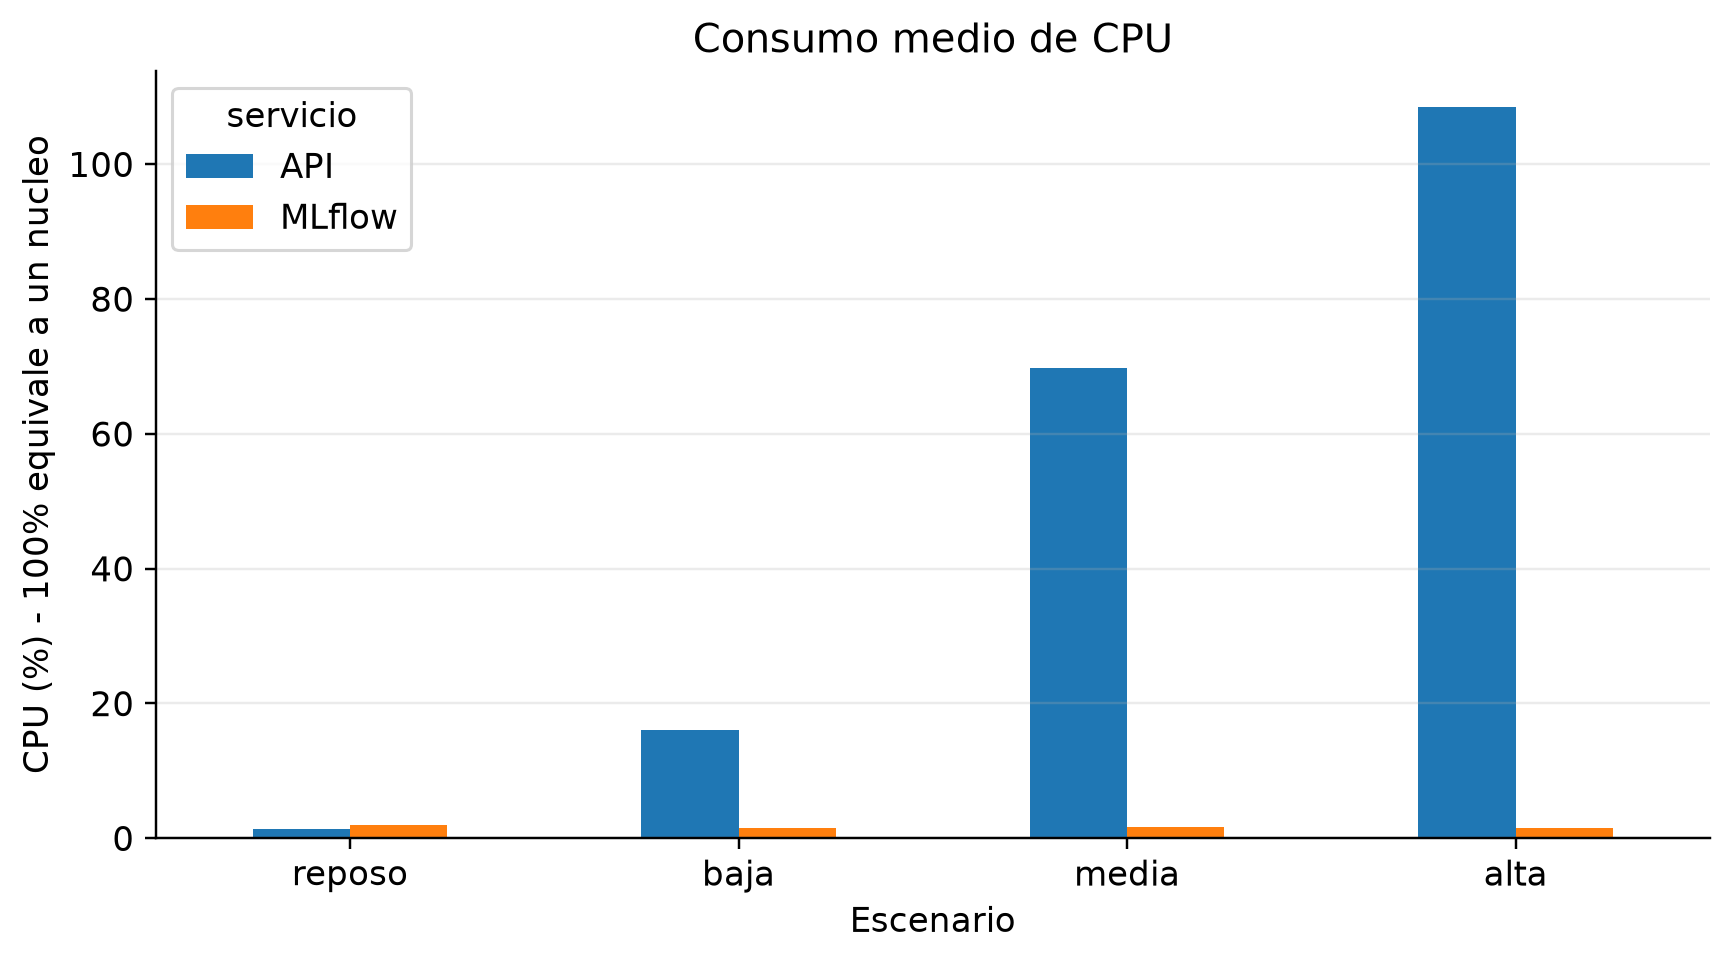 Consumo medio de CPU
servicio
API
MLflow
CPU (%) - 100% equivale a un nucleo
100
80
60
40
20
0
reposo
baja
media
alta
Escenario